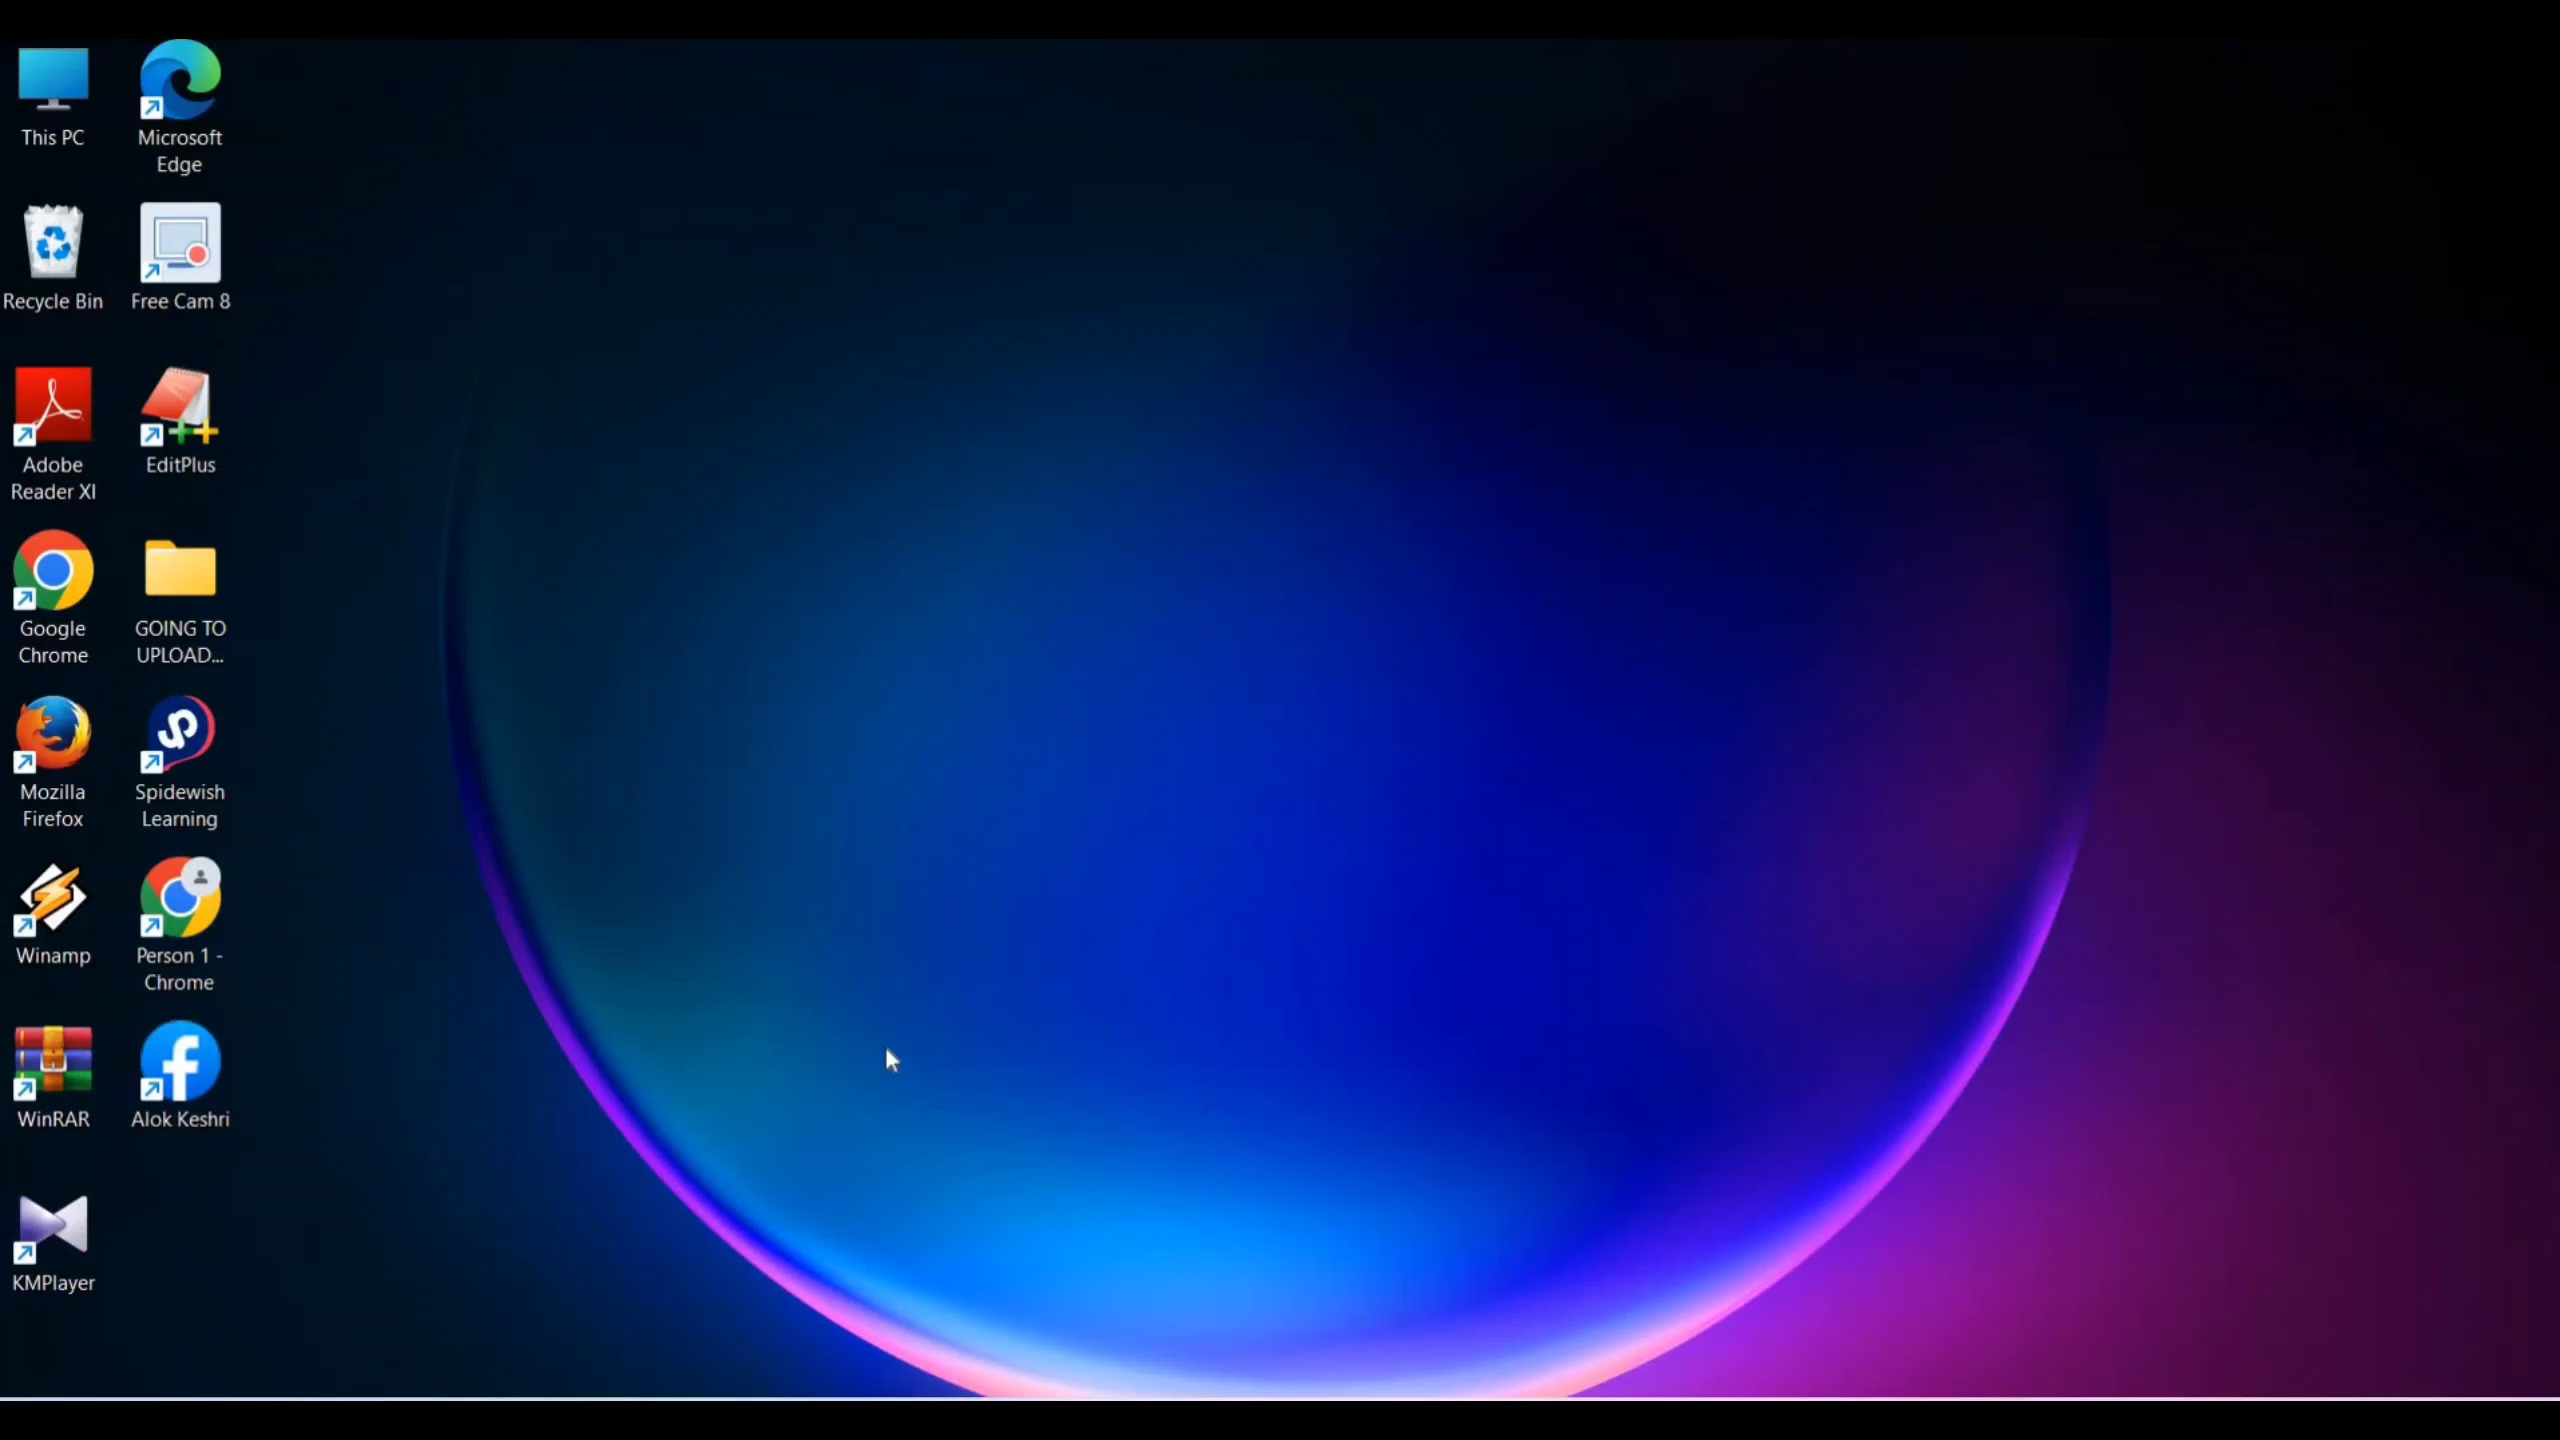 This PC
Microsoft
Edge
Recycle Bin
Free Cam 8
Adobe
Reader XI
EditPlus
Google
Chrome
GOING TO
UPLOAD...
Mozilla
Firefox
Spidewish
Learning
Winamp
Person 1 -
Chrome
WinRAR
Alok Keshri
KMPlayer